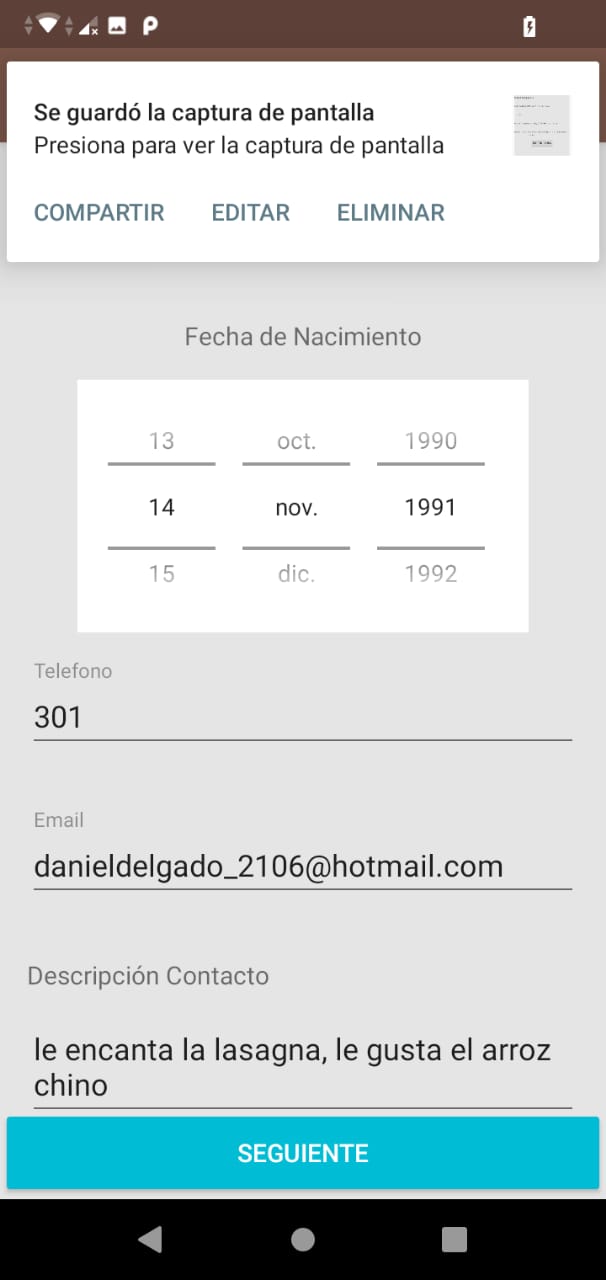 Se guardó la captura de pantalla
Presiona para ver la captura de pantalla
COMPARTIR EDITAR ELIMINAR
Fecha de Nacimiento
13 oct. 1990
14 nov. 1991
15 dic. 1992
Telefono
301
Email
danieldelgado_2106@hotmail.com
Descripción Contacto
le encanta la lasagna, le gusta el arroz
chino
SEGUIENTE